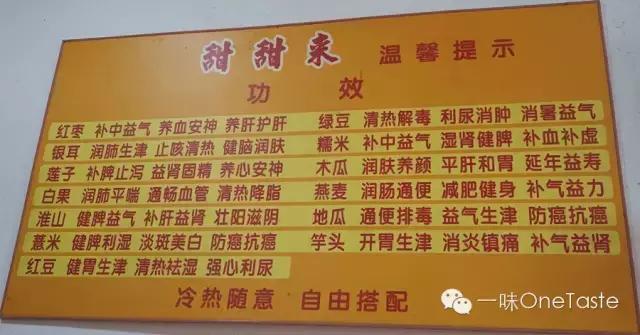 甜甜来 温馨提示
功 效
红枣 补中益气 养血安神 养肝护肝
银耳 润肺生津 止咳清热 健脑润肤
莲子 补脾止泻 益肾固精 养心安神
白果 润肺平喘 通畅血管 清热降脂
淮山 健脾益气 补肝益肾 壮阳滋阴
薏米 健脾利湿 淡斑美白 防癌抗癌
红豆 健胃生津 清热祛湿 强心利尿
绿豆 清热解毒 利尿消肿 消暑益气
糯米 补中益气 湿肾健脾 补血补虚
木瓜 润肤养颜 平肝和胃 延年益寿
燕麦 润肠通便 减肥健身 补气益力
地瓜 通便排毒 益气生津 防癌抗癌
芋头 开胃生津 消炎镇痛 补气益肾
冷热随意 自由搭配
一味OneTaste